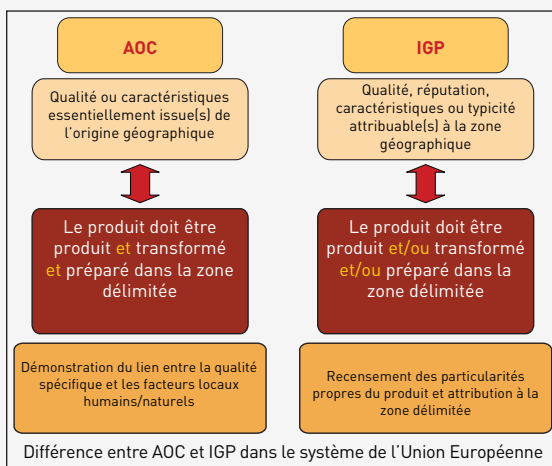 AOC
Qualité ou caractéristiques
essentiellement issue(s) de
l'origine géographique
Le produit doit être
produit et transformé
et préparé dans la zone
délimitée
Démonstration du lien entre la qualité
spécifique et les facteurs locaux
humains/naturels
IGP
Qualité, réputation,
caractéristiques ou typicité
attribuable(s) à la zone
géographique
Le produit doit être
produit et/ou transformé
et/ou préparé dans la
zone délimitée
Recensement des particularités
propres du produit et attribution à la
zone délimitée
Différence entre AOC et IGP dans le système de l'Union Européenne